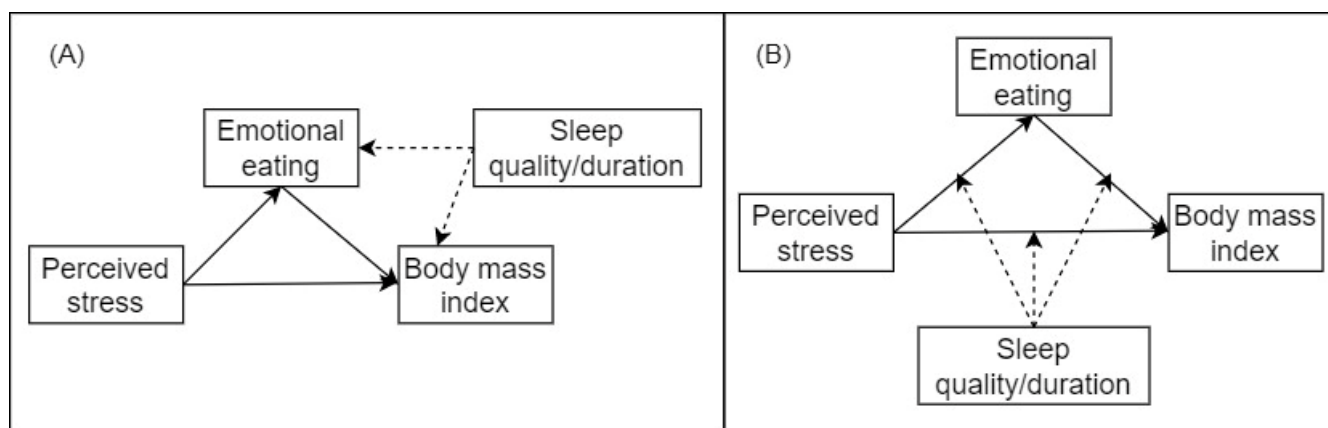 (A)
Emotional
eating
Sleep
quality/duration
Perceived
stress
Body mass
index
(B)
Emotional
eating
Perceived
stress
Body mass
index
Sleep
quality/duration